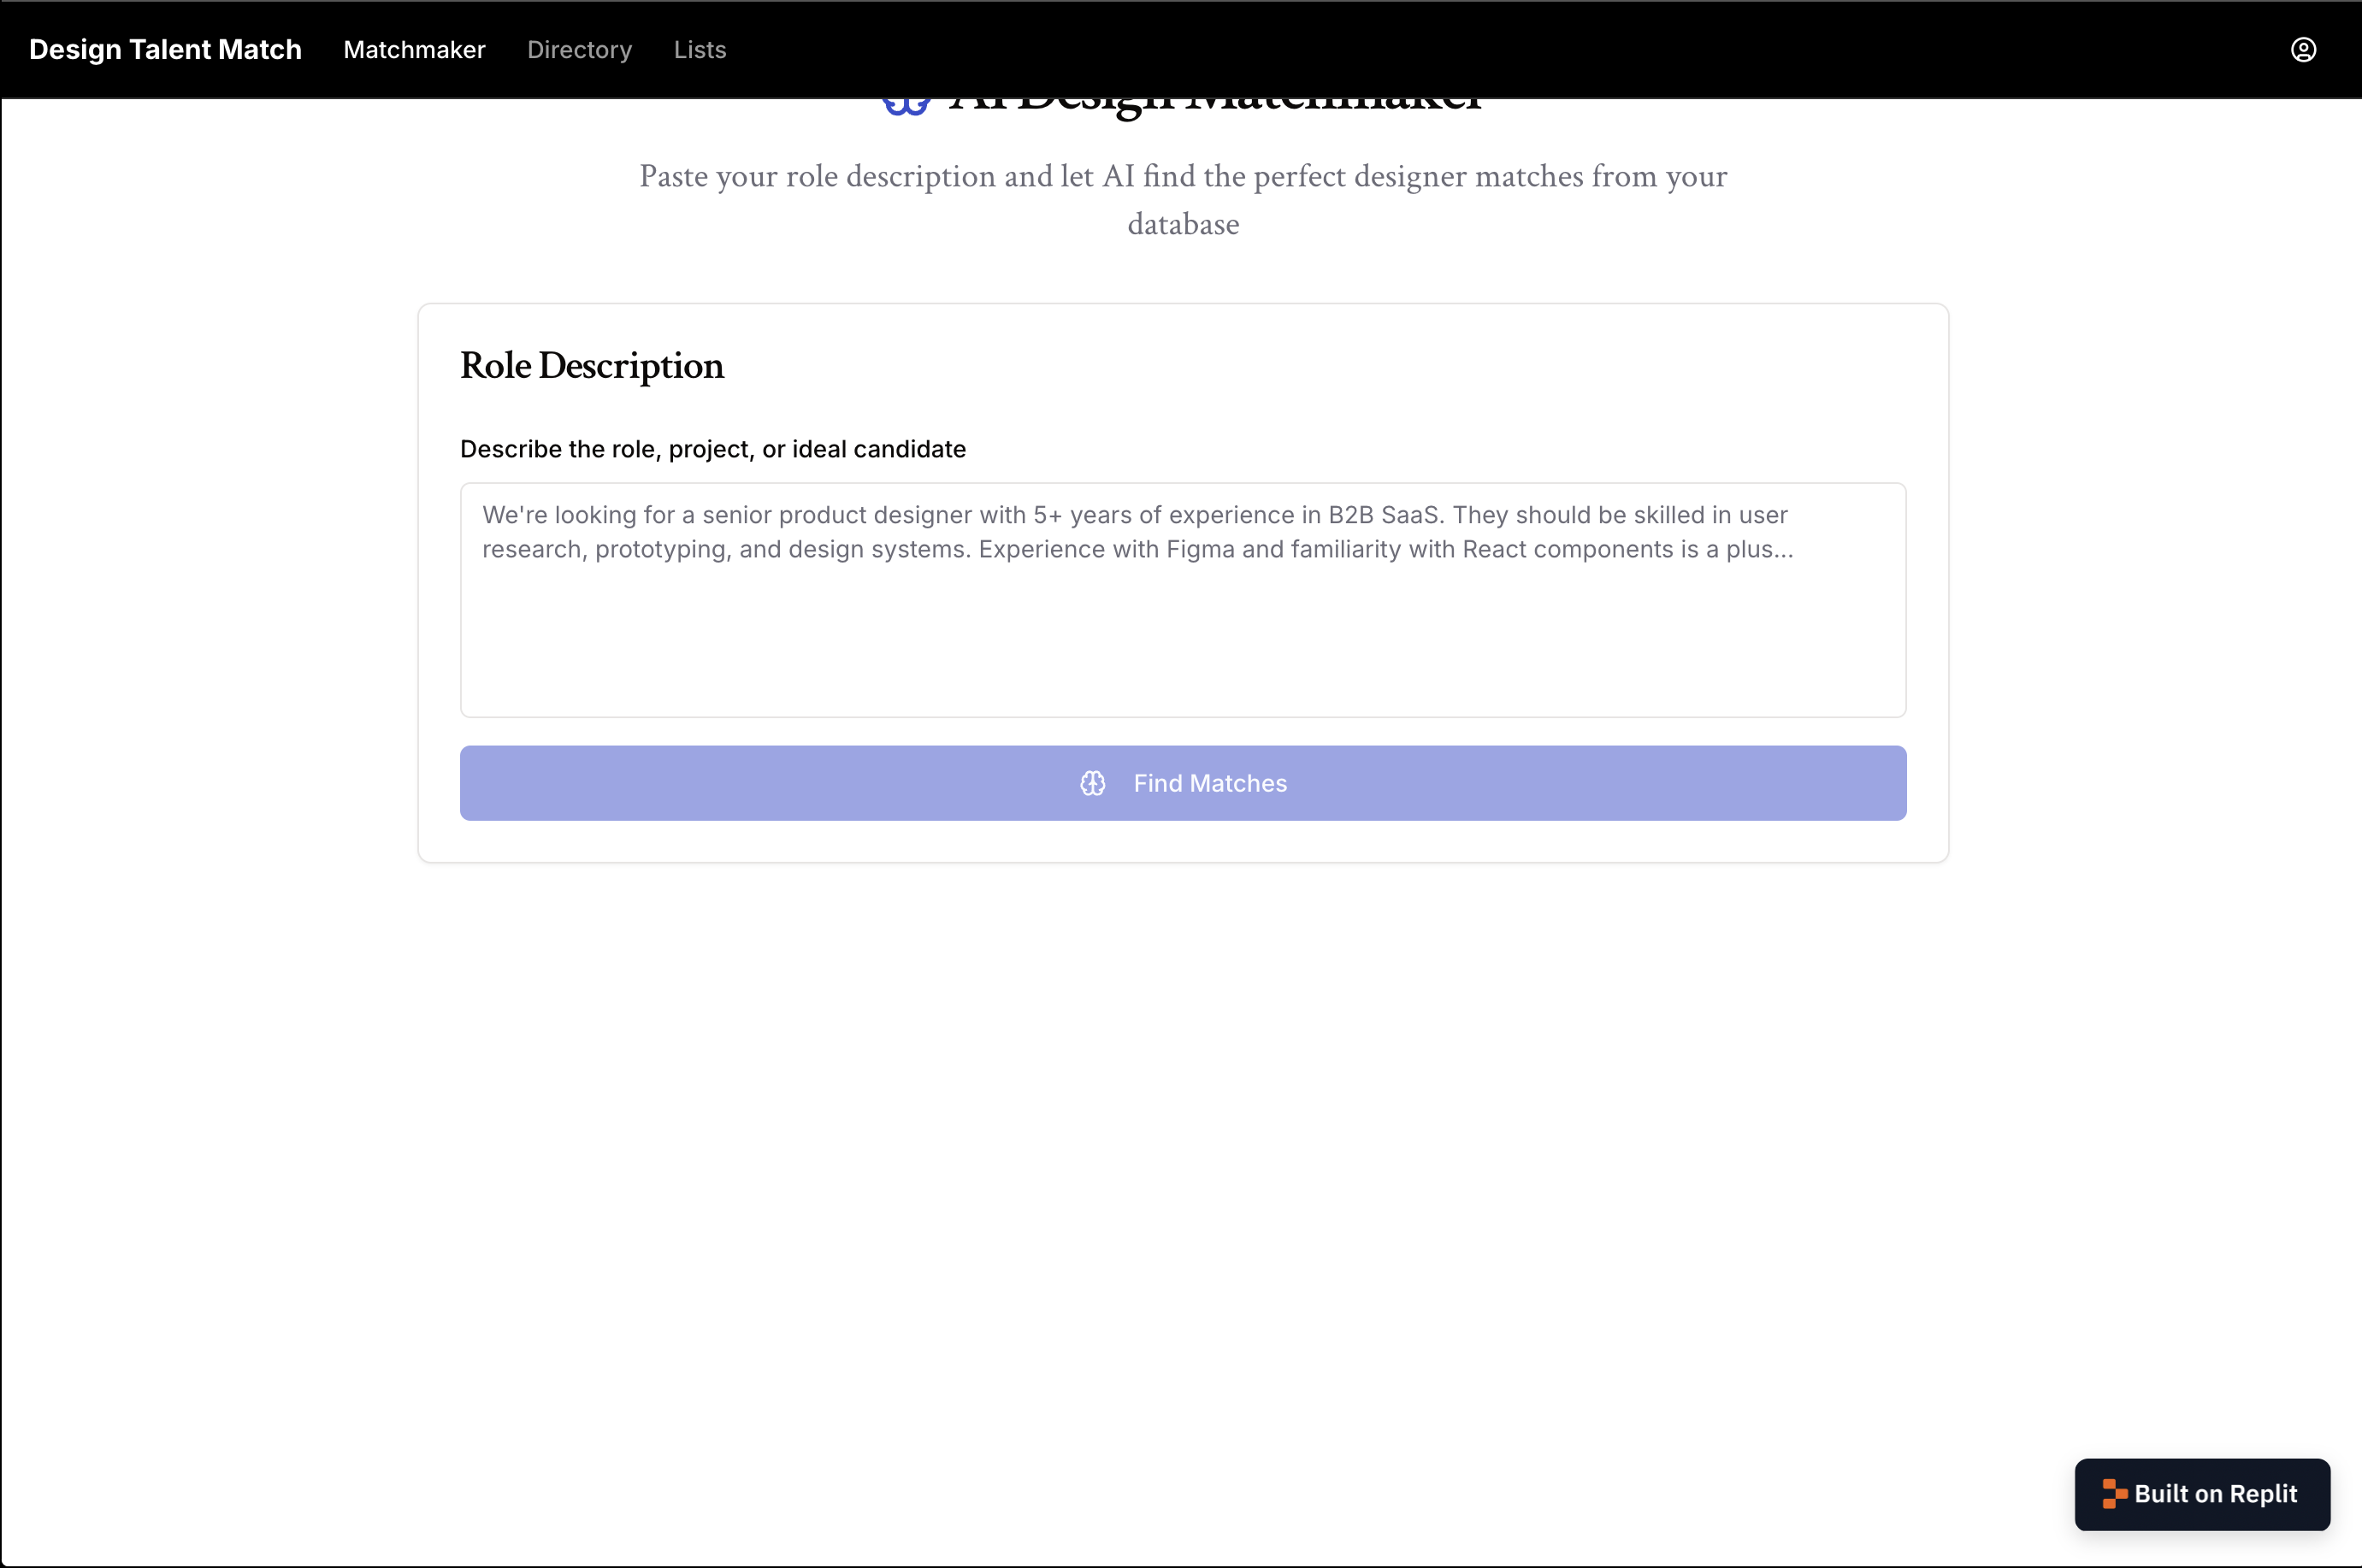 Design Talent Match Matchmaker Directory Lists
AI Design Matchmaker
Paste your role description and let AI find the perfect designer matches from your
database
Role Description
Describe the role, project, or ideal candidate
We're looking for a senior product designer with 5+ years of experience in B2B SaaS. They should be skilled in user
research, prototyping, and design systems. Experience with Figma and familiarity with React components is a plus...
Find Matches
Built on Replit